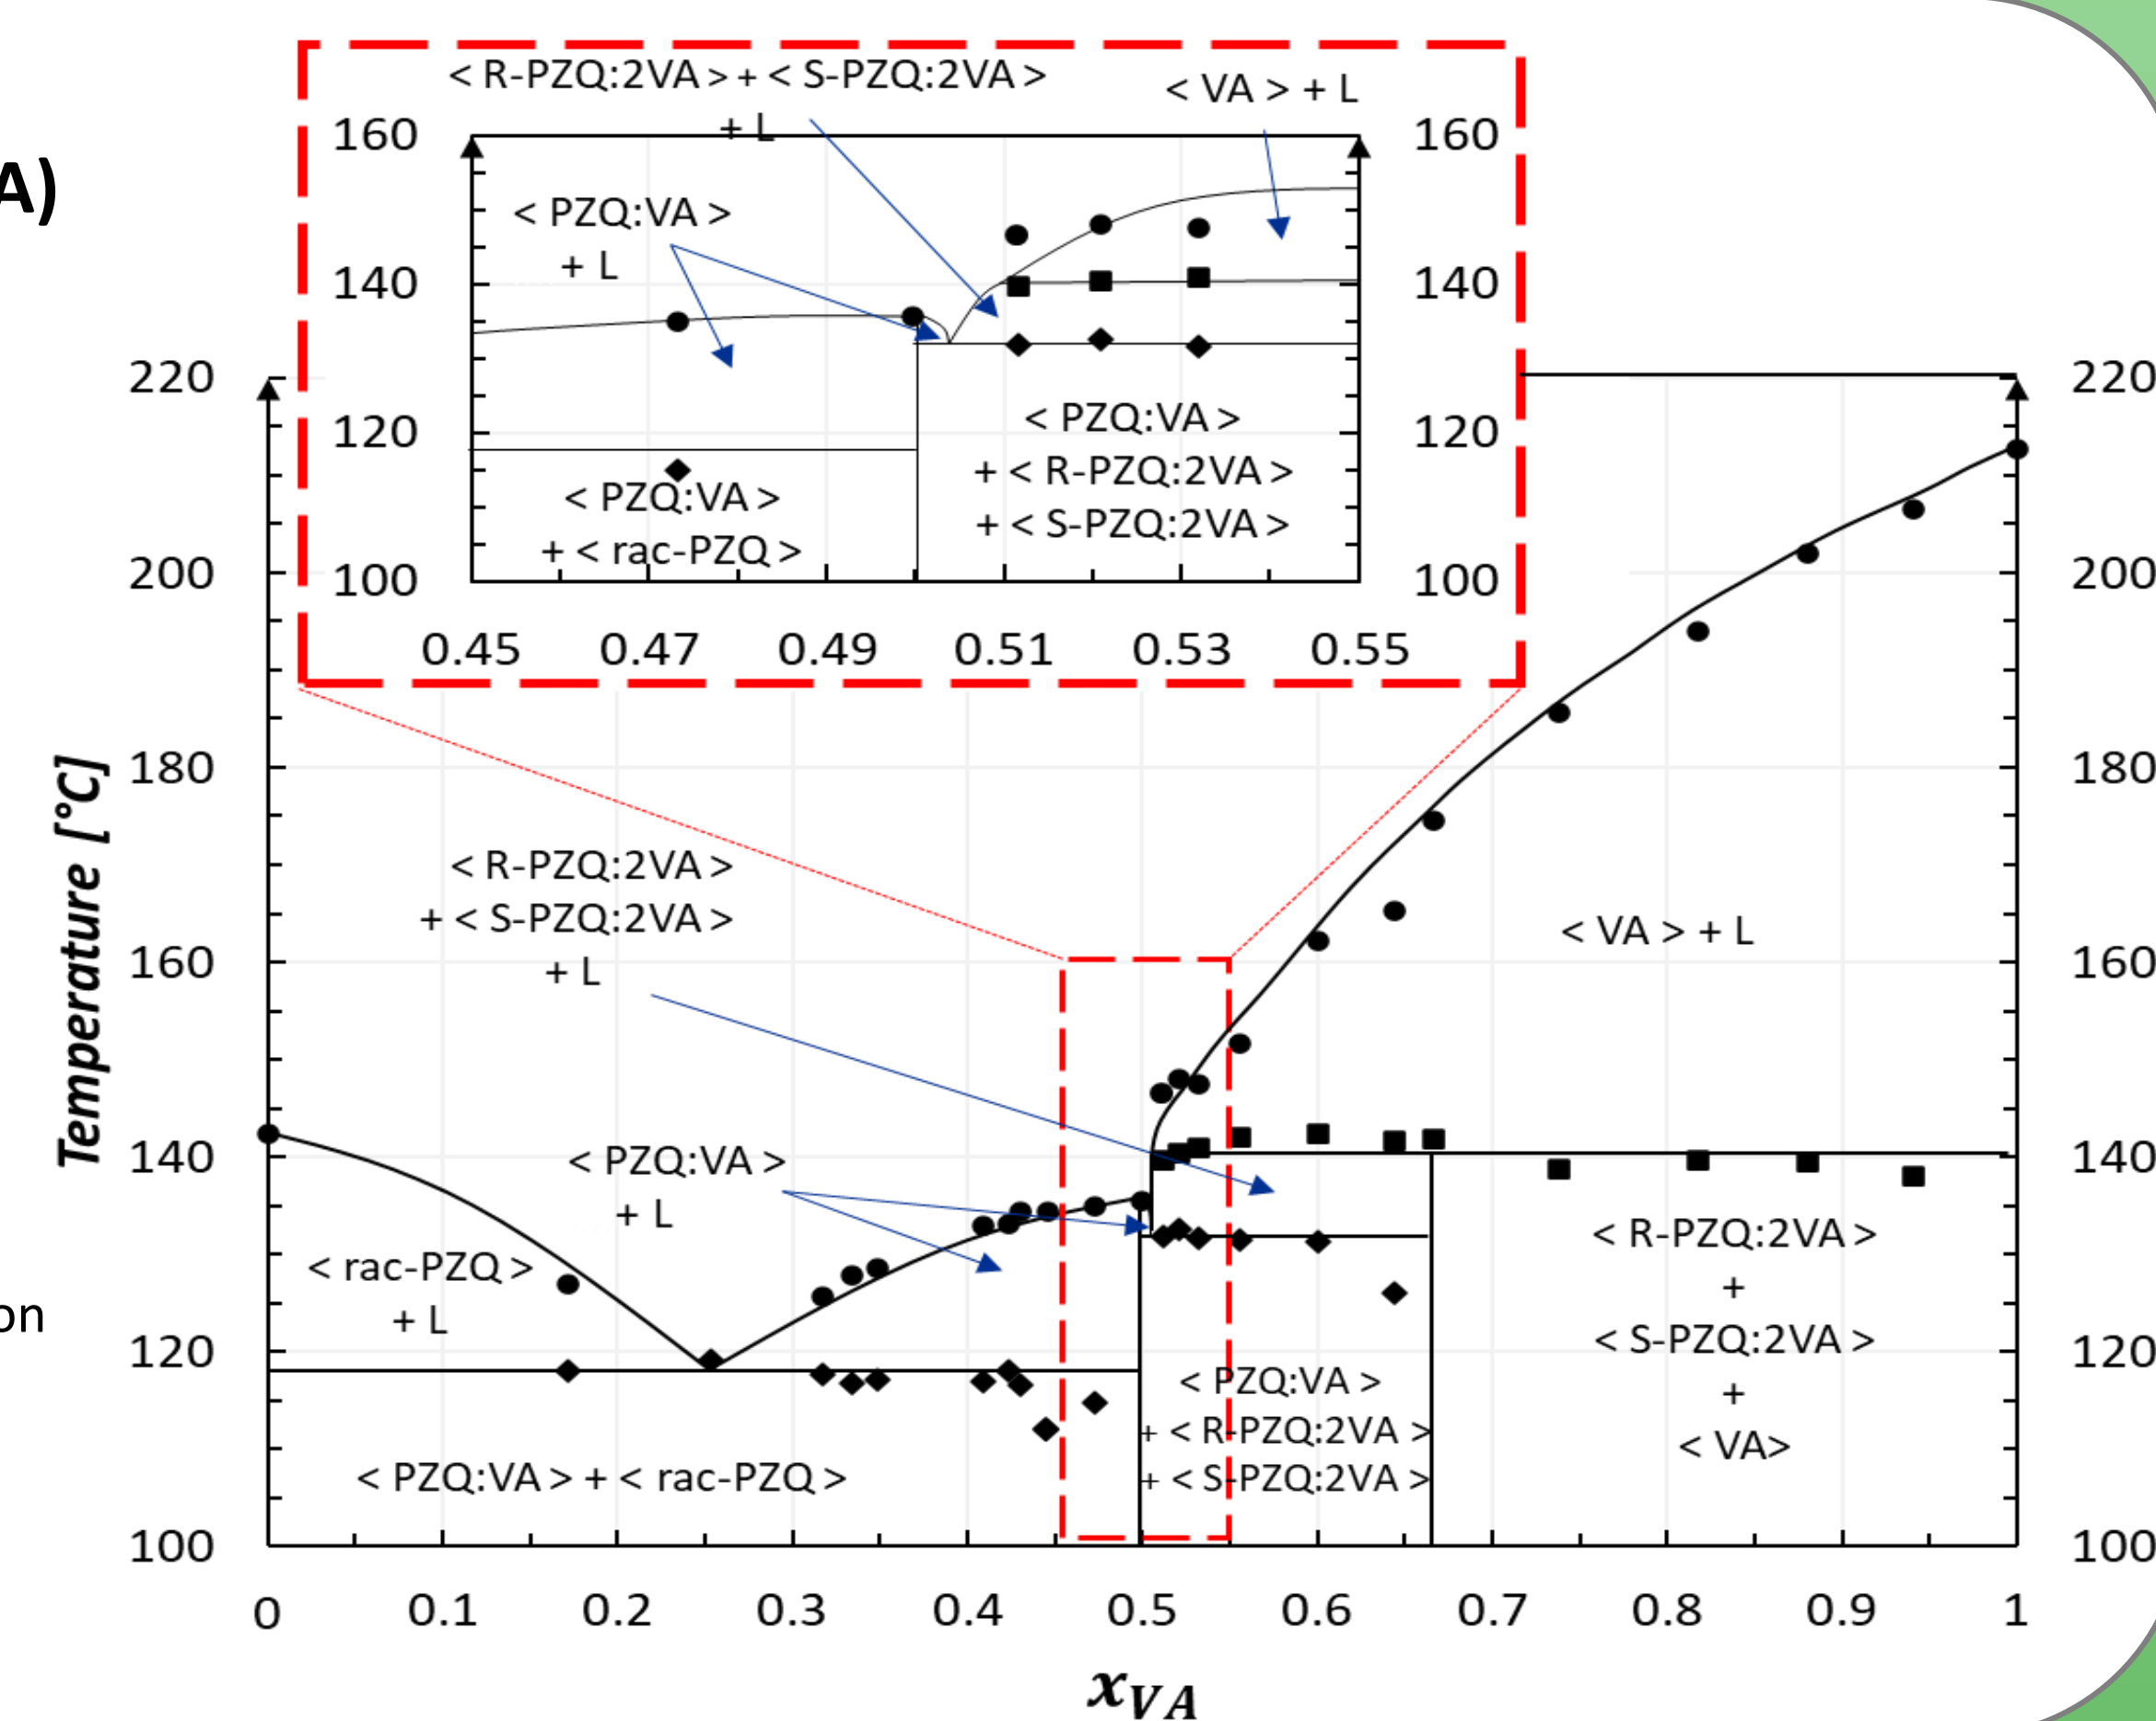 A)
on
< R-PZQ:2VA > + < S-PZQ:2VA >
+ L
< VA > + L
160
140
120
100
< PZQ:VA >
+ L
< PZQ:VA >
+ < rac-PZQ >
< PZQ:VA >
+ < R-PZQ:2VA >
+ < S-PZQ:2VA >
160
140
120
100
0.45 0.47 0.49 0.51 0.53 0.55
Temperature [°C]
220
200
180
160
140
120
100
< R-PZQ:2VA >
+ < S-PZQ:2VA >
+ L
< PZQ:VA >
+ L
< rac-PZQ >
+ L
< PZQ:VA > + < rac-PZQ >
< PZQ:VA >
+ < R-PZQ:2VA >
+ < S-PZQ:2VA >
< VA > + L
< R-PZQ:2VA >
+
< S-PZQ:2VA >
+
< VA>
220
200
180
160
140
120
100
0 0.1 0.2 0.3 0.4 0.5 0.6 0.7 0.8 0.9 1
xVA